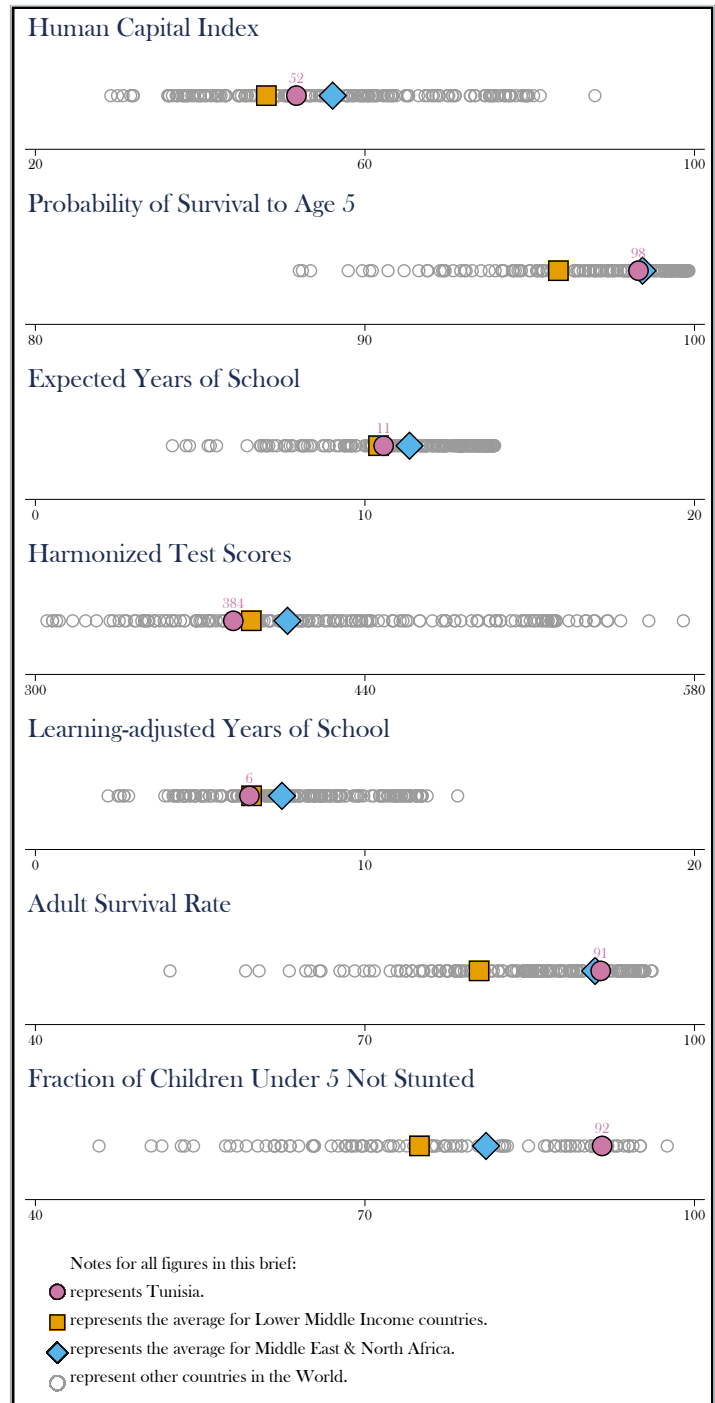 Human Capital Index
52
20 60 100
Probability of Survival to Age 5
98
80 90 100
Expected Years of School
11
0 10 20
Harmonized Test Scores
384
300 440 580
Learning-adjusted Years of School
6
0 10 20
Adult Survival Rate
91
40 70 100
Fraction of Children Under 5 Not Stunted
92
40 70 100
Notes for all figures in this brief:
represents Tunisia.
represents the average for Lower Middle Income countries.
represents the average for Middle East & North Africa.
represent other countries in the World.